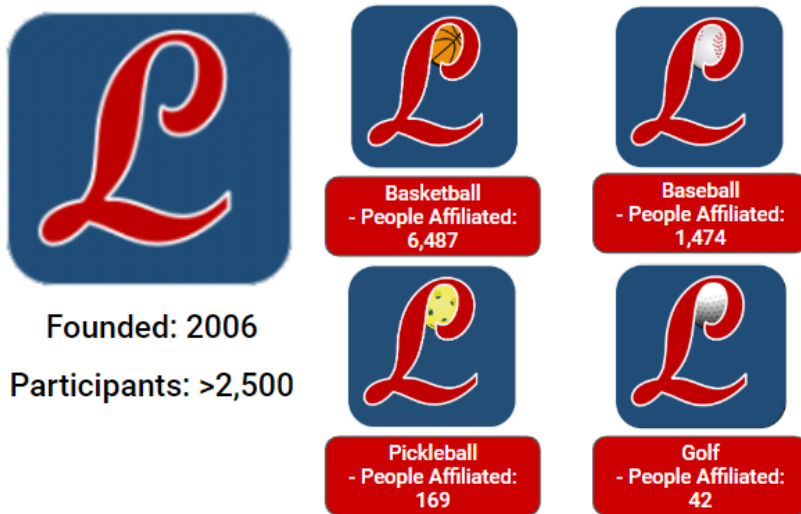 L
Founded: 2006
Participants: >2,500
L
Basketball
- People Affiliated:
6,487
L
Baseball
- People Affiliated:
1,474
L
Pickleball
- People Affiliated:
169
L
Golf
- People Affiliated:
42